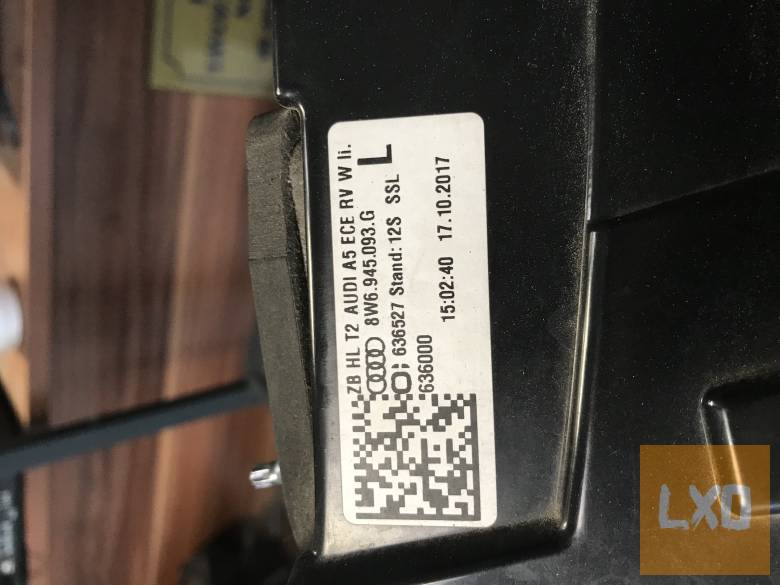 ZB HL T2 AUDI A5 ECE RV W li.
8W6.945.093.G
636527 Stand: 12S SSL L
636000
15:02:40 17.10.2017
LXO